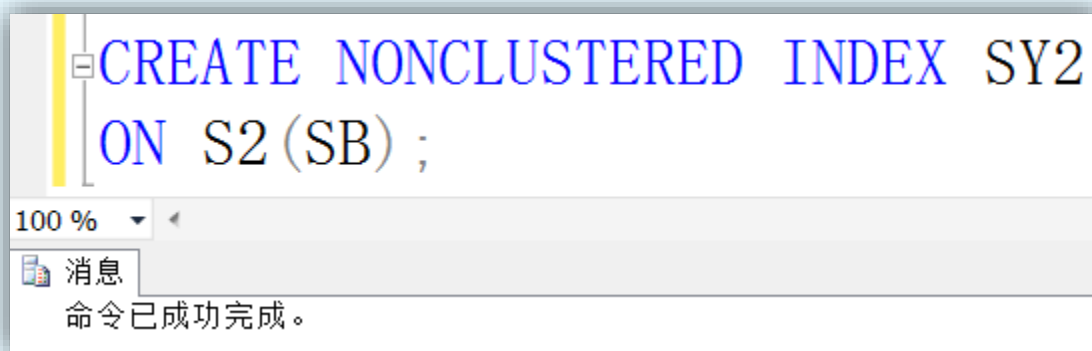 CREATE NONCLUSTERED INDEX SY2
ON S2(SB);
100 %
消息
命令已成功完成。